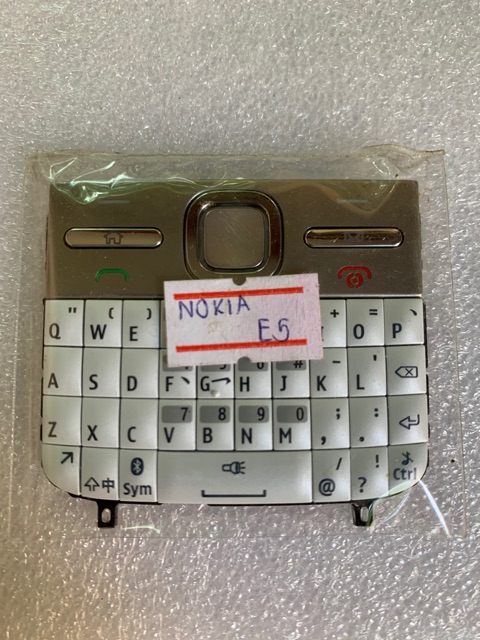 NOKIA
E5
Q " W ( E ) + O = P `
A S D F G H J # K - L '
Z X C V 7 B 8 N 9 M 0 , ; . :
中 Sym @ / ? ! Ctrl